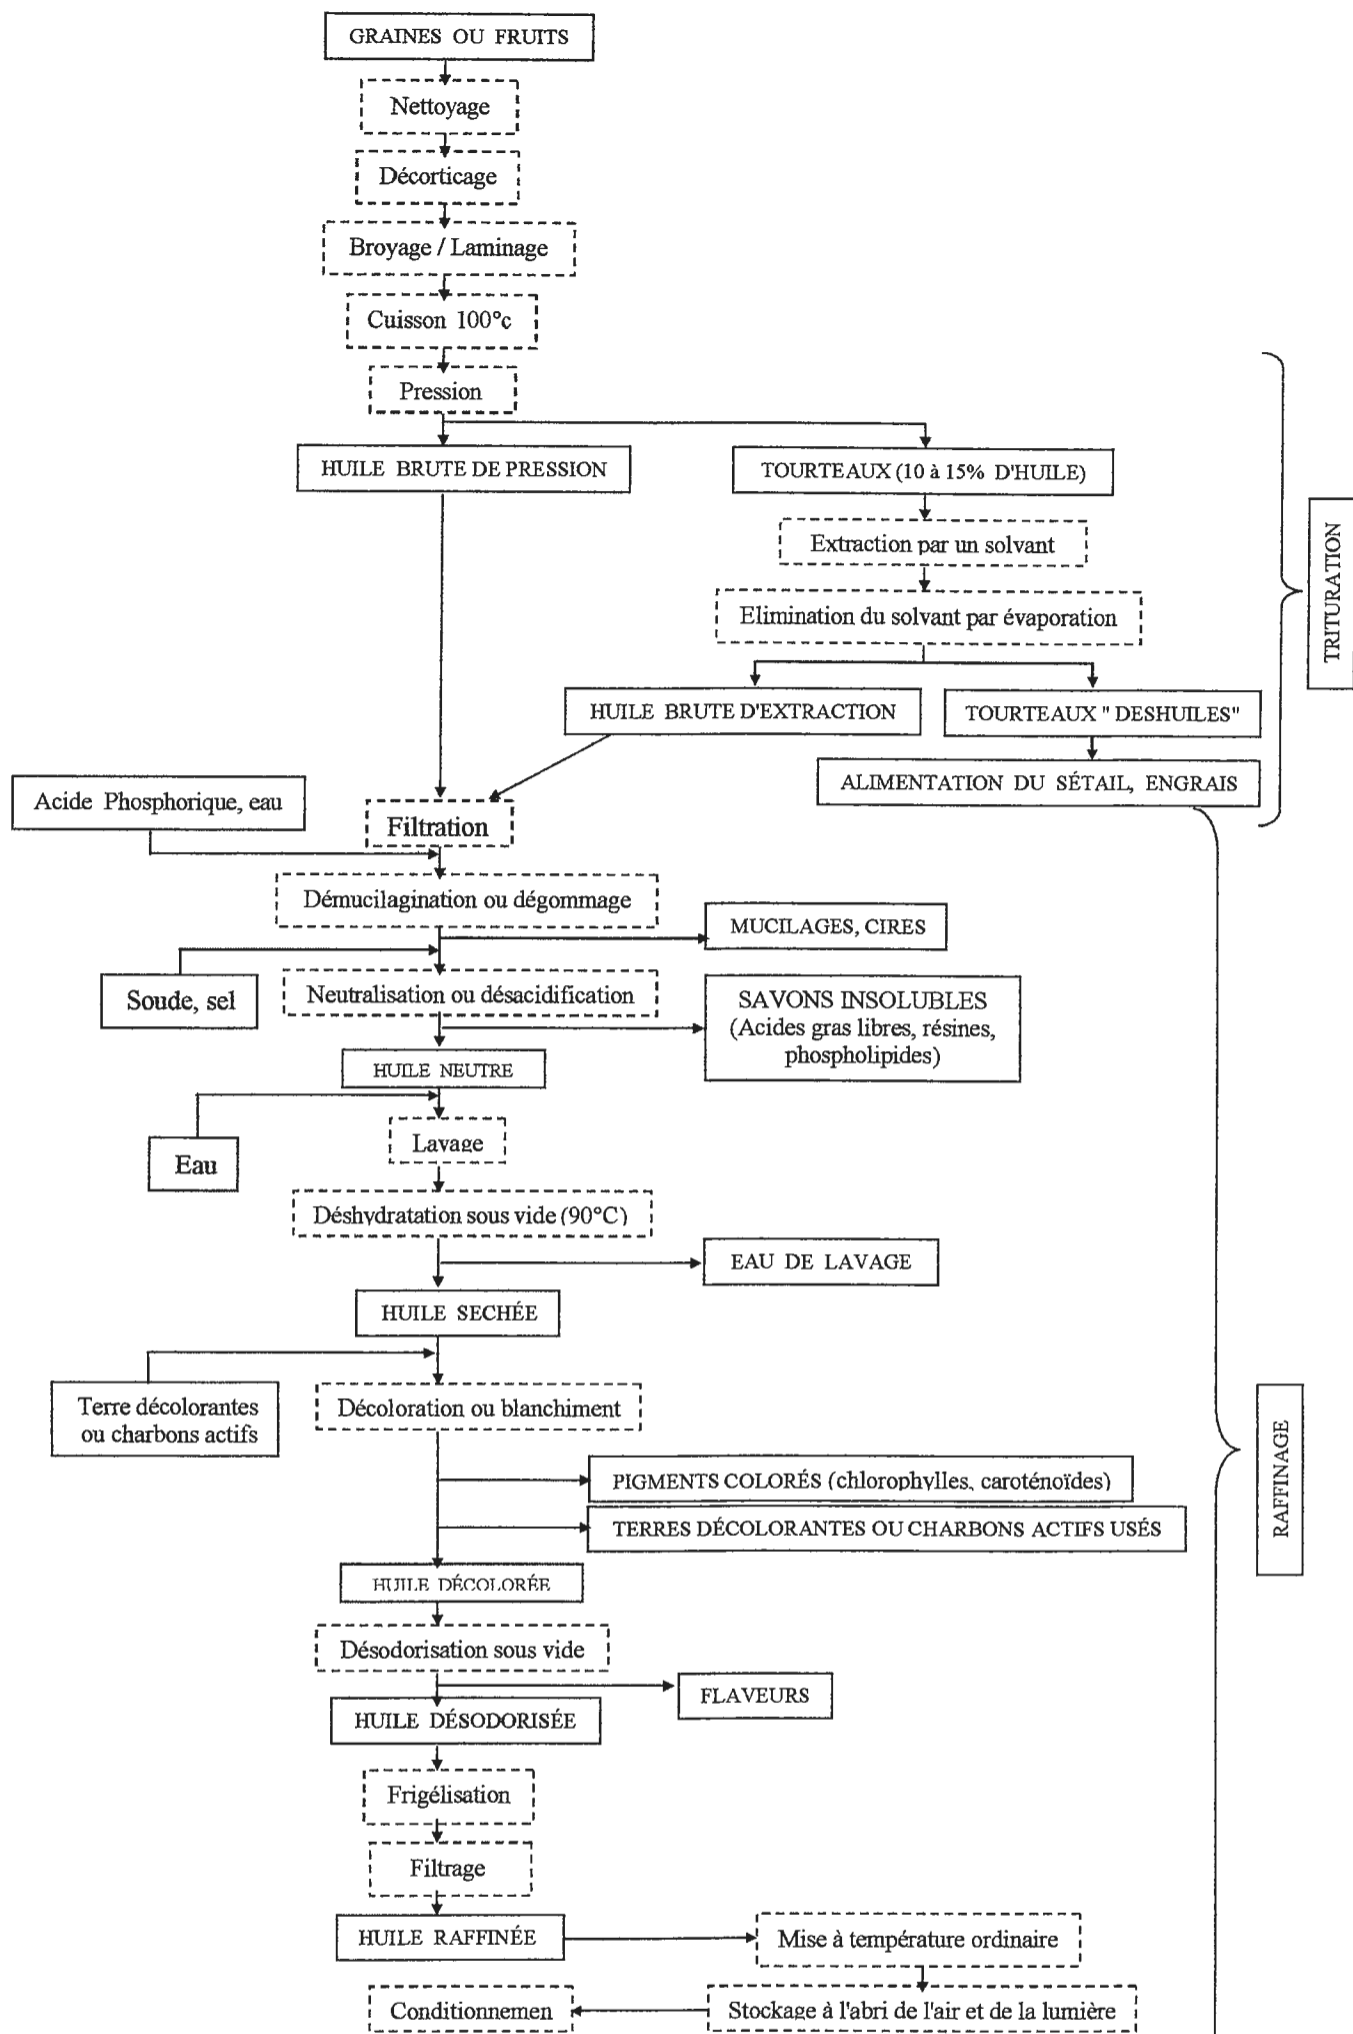 GRAINES OU FRUITS
Nettoyage
Décorticage
Broyage / Laminage
Cuisson 100°c
Pression
HUILE BRUTE DE PRESSION
TOURTEAUX (10 à 15% D'HUILE)
Extraction par un solvant
Elimination du solvant par évaporation
HUILE BRUTE D'EXTRACTION
TOURTEAUX " DESHUILES"
ALIMENTATION DU SÉTAIL, ENGRAIS
TRITURATION
Acide Phosphorique, eau
Filtration
Démucilagination ou dégommage
MUCILAGES, CIRES
Soude, sel
Neutralisation ou désacidification
SAVONS INSOLUBLES
(Acides gras libres, résines,
phospholipides)
HUILE NEUTRE
Eau
Lavage
Déshydratation sous vide (90°C)
EAU DE LAVAGE
HUILE SECHÉE
Terre décolorantes
ou charbons actifs
Décoloration ou blanchiment
PIGMENTS COLORÉS (chlorophylles, caroténoïdes)
TERRES DÉCOLORANTES OU CHARBONS ACTIFS USÉS
RAFFINAGE
HUILE DÉCOLORÉE
Désodorisation sous vide
FLAVEURS
HUILE DÉSODORISÉE
Frigélisation
Filtrage
HUILE RAFFINÉE
Mise à température ordinaire
Stockage à l'abri de l'air et de la lumière
Conditionnemen